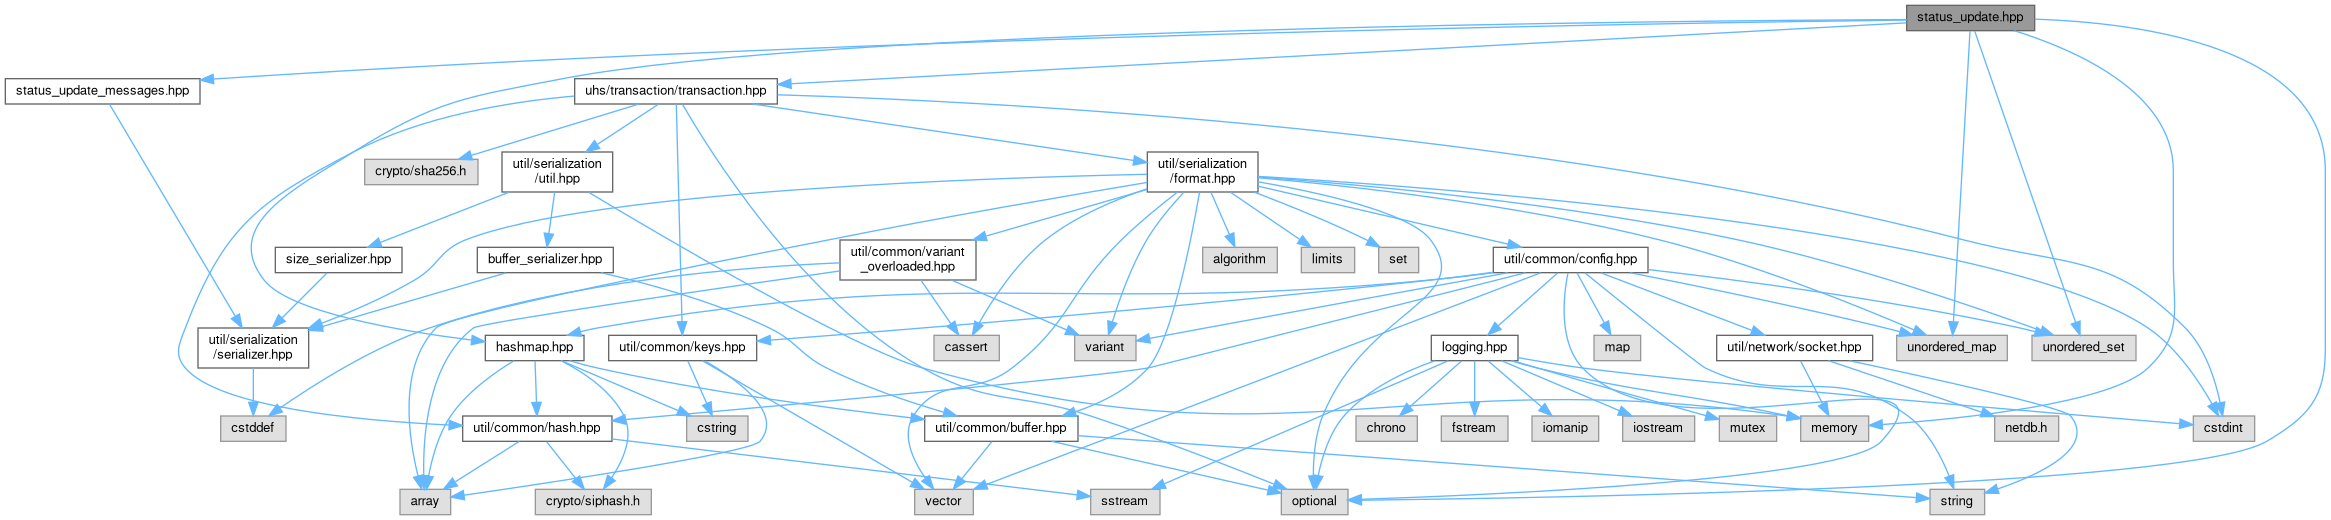 status_update.hpp
status_update_messages.hpp
uhs/transaction/transaction.hpp
crypto/sha256.h
util/serialization
/util.hpp
util/serialization
/format.hpp
size_serializer.hpp
buffer_serializer.hpp
util/common/variant
_overloaded.hpp
algorithm
limits
set
util/common/config.hpp
util/serialization
/serializer.hpp
hashmap.hpp
util/common/keys.hpp
cassert
variant
logging.hpp
map
util/network/socket.hpp
unordered_map
unordered_set
cstddef
util/common/hash.hpp
cstring
util/common/buffer.hpp
chrono
fstream
iomanip
iostream
mutex
memory
netdb.h
cstdint
array
crypto/siphash.h
vector
sstream
optional
string